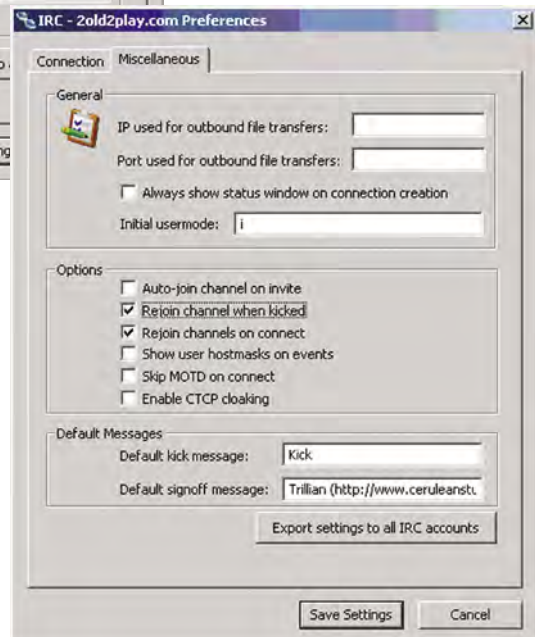 IRC - 2old2play.com Preferences
Connection
Miscellaneous
General
IP used for outbound file transfers:
Port used for outbound file transfers:
Always show status window on connection creation
Initial usermode:
i
Options
Auto-join channel on invite
Rejoin channel when kicked
Rejoin channels on connect
Show user hostmasks on events
Skip MOTD on connect
Enable CTCP cloaking
Default Messages
Default kick message:
Kick
Default signoff message:
Trillian (http://www.ceruleanstu
Export settings to all IRC accounts
Save Settings
Cancel